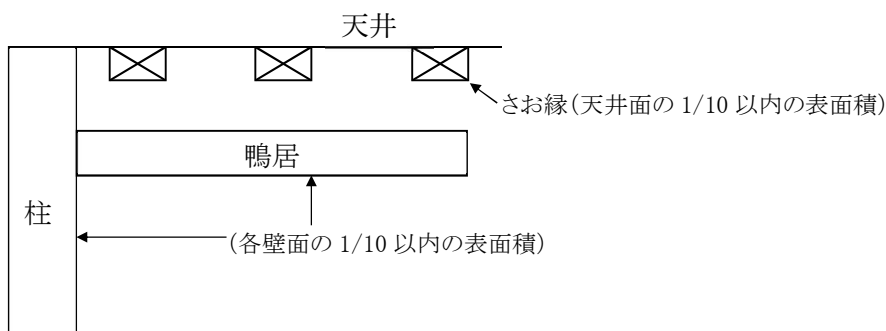 天井
さお縁(天井面の 1/10 以内の表面積)
鴨居
柱
(各壁面の 1/10 以内の表面積)